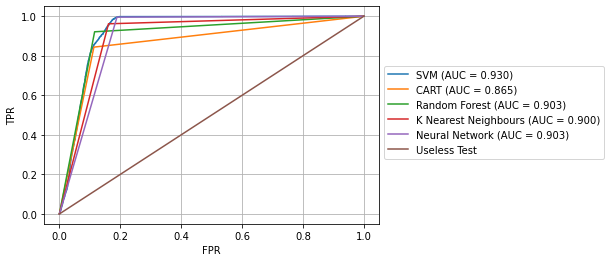 1.0
0.8
0.6
0.4
0.2
0.0
TPR
0.0 0.2 0.4 0.6 0.8 1.0
FPR
SVM (AUC = 0.930)
CART (AUC = 0.865)
Random Forest (AUC = 0.903)
K Nearest Neighbours (AUC = 0.900)
Neural Network (AUC = 0.903)
Useless Test